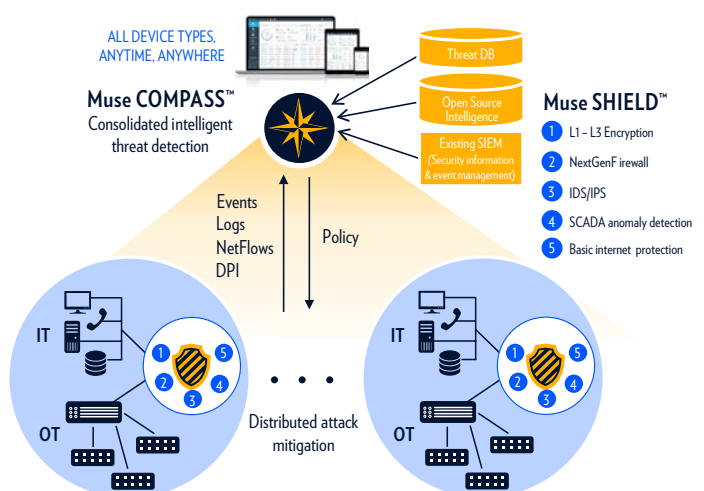 ALL DEVICE TYPES,
ANYTIME, ANYWHERE
Muse COMPASS™
Consolidated intelligent
threat detection
Threat DB
Open Source
Intelligence
Existing SIEM
(Security information
& event management)
Muse SHIELD™
1 L1 – L3 Encryption
2 NextGenF irewall
3 IDS/IPS
4 SCADA anomaly detection
5 Basic internet protection
Events
Logs
NetFlows
DPI
Policy
IT
1
2
3
4
5
OT
Distributed attack
mitigation
IT
1
2
3
4
5
OT